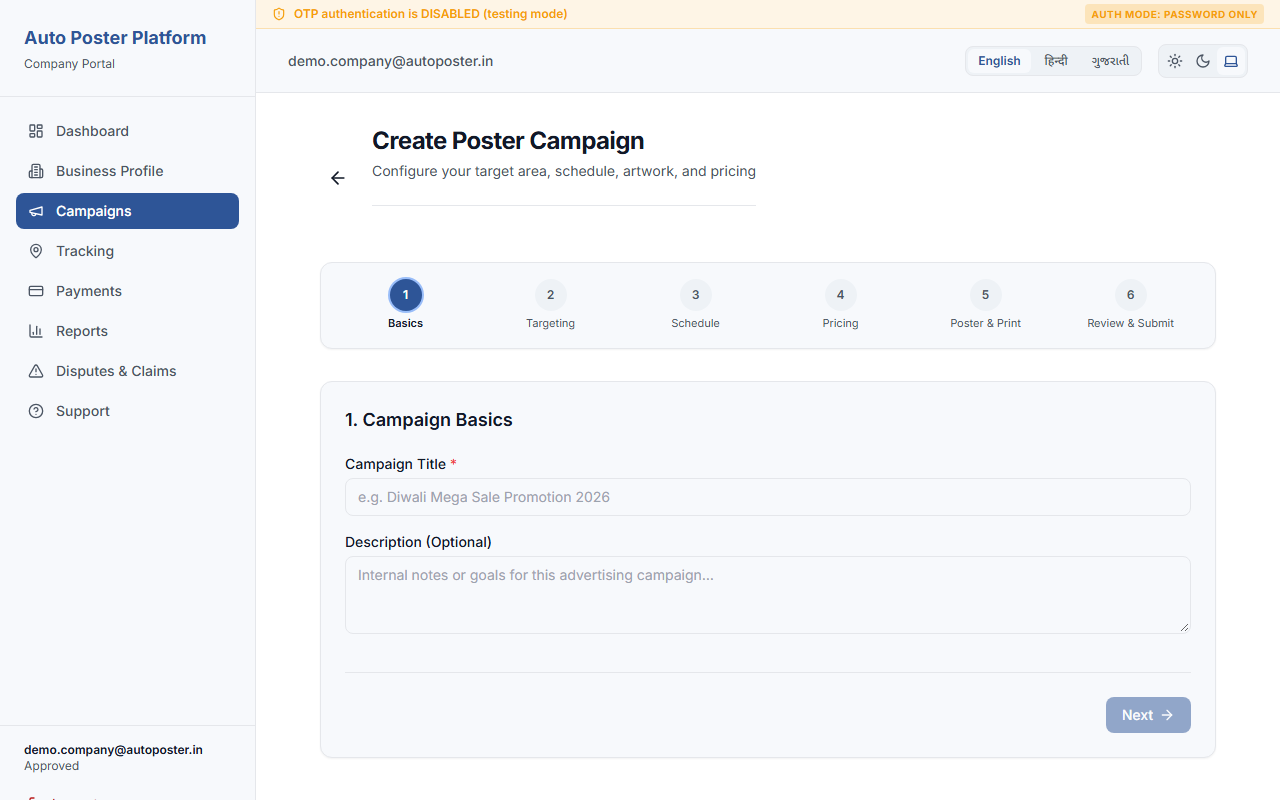 OTP authentication is DISABLED (testing mode)
AUTH MODE: PASSWORD ONLY
Auto Poster Platform
Company Portal
demo.company@autoposter.in
English
हिन्दी
ગુજરાતી
Dashboard
Business Profile
Campaigns
Tracking
Payments
Reports
Disputes & Claims
Support
demo.company@autoposter.in
Approved
Create Poster Campaign
Configure your target area, schedule, artwork, and pricing
1
Basics
2
Targeting
3
Schedule
4
Pricing
5
Poster & Print
6
Review & Submit
1. Campaign Basics
Campaign Title *
e.g. Diwali Mega Sale Promotion 2026
Description (Optional)
Internal notes or goals for this advertising campaign...
Next